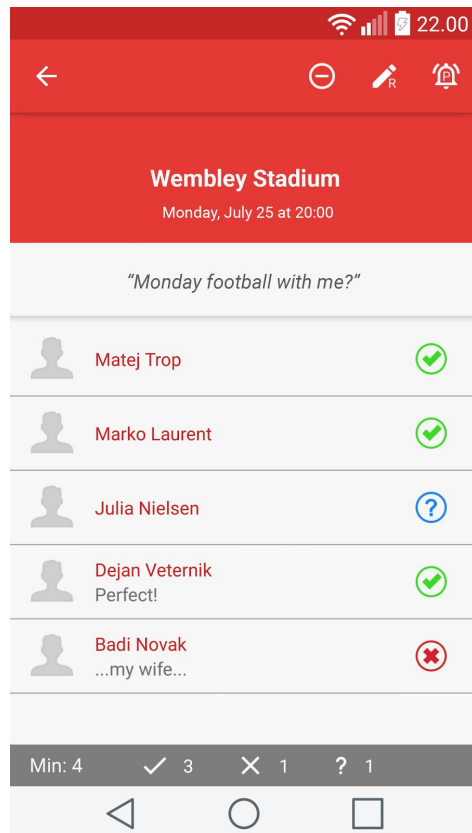 22.00
R
P
Wembley Stadium
Monday, July 25 at 20:00
“Monday football with me?”
Matej Trop
Marko Laurent
Julia Nielsen
?
Dejan Veternik
Perfect!
Badi Novak
...my wife...
Min: 4 3 1 ? 1